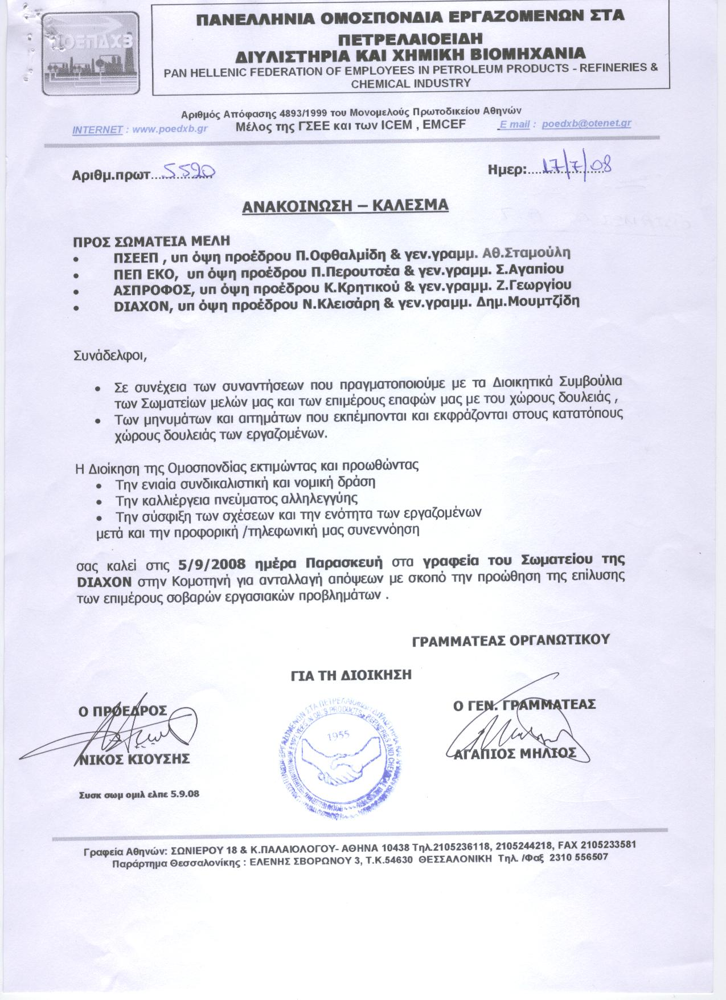 ΠΟΕΠΔΧΒ
ΠΑΝΕΛΛΗΝΙΑ ΟΜΟΣΠΟΝΔΙΑ ΕΡΓΑΖΟΜΕΝΩΝ ΣΤΑ
ΠΕΤΡΕΛΑΙΟΕΙΔΗ
ΔΙΥΛΙΣΤΗΡΙΑ ΚΑΙ ΧΗΜΙΚΗ ΒΙΟΜΗΧΑΝΙΑ
PAN HELLENIC FEDERATION OF EMPLOYEES IN PETROLEUM PRODUCTS - REFINERIES &
CHEMICAL INDUSTRY
Αριθμός Απόφασης 4893/1999 του Μονομελούς Πρωτοδικείου Αθηνών
INTERNET : www.poedxb.gr Μέλος της ΓΣΕΕ και των ICEM , EMCEF E mail : poedxb@otenet.gr
Αριθμ.πρωτ. 5520 Ημερ: 17/7/08
ΑΝΑΚΟΙΝΩΣΗ – ΚΑΛΕΣΜΑ
ΠΡΟΣ ΣΩΜΑΤΕΙΑ ΜΕΛΗ
• ΠΣΕΕΠ , υπ όψη προέδρου Π.Οφθαλμίδη & γεν.γραμμ. Αθ.Σταμούλη
• ΠΕΠ ΕΚΟ, υπ όψη προέδρου Π.Περουτσέα & γεν.γραμμ. Σ.Αγαπίου
• ΑΣΠΡΟΦΟΣ, υπ όψη προέδρου Κ.Κρητικού & γεν.γραμμ. Ζ.Γεωργίου
• DIAXON, υπ όψη προέδρου Ν.Κλεισάρη & γεν.γραμμ. Δημ.Μουμτζίδη
Συνάδελφοι,
• Σε συνέχεια των συναντήσεων που πραγματοποιούμε με τα Διοικητικά Συμβούλια
των Σωματείων μελών μας και των επιμέρους επαφών μας με του χώρους δουλειάς ,
• Των μηνυμάτων και αιτημάτων που εκπέμπονται και εκφράζονται στους κατατόπους
χώρους δουλειάς των εργαζομένων.
Η Διοίκηση της Ομοσπονδίας εκτιμώντας και προωθώντας
• Την ενιαία συνδικαλιστική και νομική δράση
• Την καλλιέργεια πνεύματος αλληλεγγύης
• Την σύσφιξη των σχέσεων και την ενότητα των εργαζομένων
μετά και την προφορική /τηλεφωνική μας συνεννόηση
σας καλεί στις 5/9/2008 ημέρα Παρασκευή στα γραφεία του Σωματείου της
DIAXON στην Κομοτηνή για ανταλλαγή απόψεων με σκοπό την προώθηση της επίλυσης
των επιμέρους σοβαρών εργασιακών προβλημάτων .
ΓΡΑΜΜΑΤΕΑΣ ΟΡΓΑΝΩΤΙΚΟΥ
ΓΙΑ ΤΗ ΔΙΟΙΚΗΣΗ
Ο ΠΡΟΕΔΡΟΣ Ο ΓΕΝ. ΓΡΑΜΜΑΤΕΑΣ
1955
ΝΙΚΟΣ ΚΙΟΥΣΗΣ ΑΓΑΠΙΟΣ ΜΗΛΙΟΣ
Συσκ σωμ ομιλ ελπε 5.9.08
Γραφεία Αθηνών: ΣΩΝΙΕΡΟΥ 18 & Κ.ΠΑΛΑΙΟΛΟΓΟΥ- ΑΘΗΝΑ 10438 Τηλ.2105236118, 2105244218, FAX 2105233581
Παράρτημα Θεσσαλονίκης : ΕΛΕΝΗΣ ΣΒΟΡΩΝΟΥ 3, Τ.Κ.54630 ΘΕΣΣΑΛΟΝΙΚΗ Τηλ. /Φαξ 2310 556507